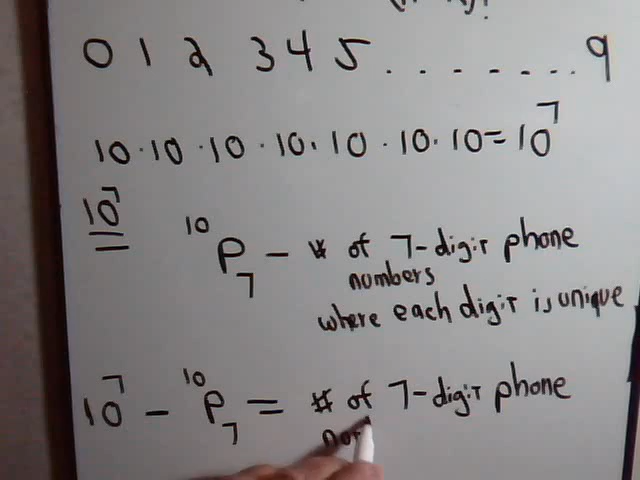 0 1 2 3 4 5 . . . . . . . . 9
10 · 10 · 10 · 10 · 10 · 10 · 10 = 10⁷
10⁷ ¹⁰P₇ - # of 7-digit phone
numbers
where each digit is unique
10⁷ - ¹⁰P₇ = # of 7-digit phone